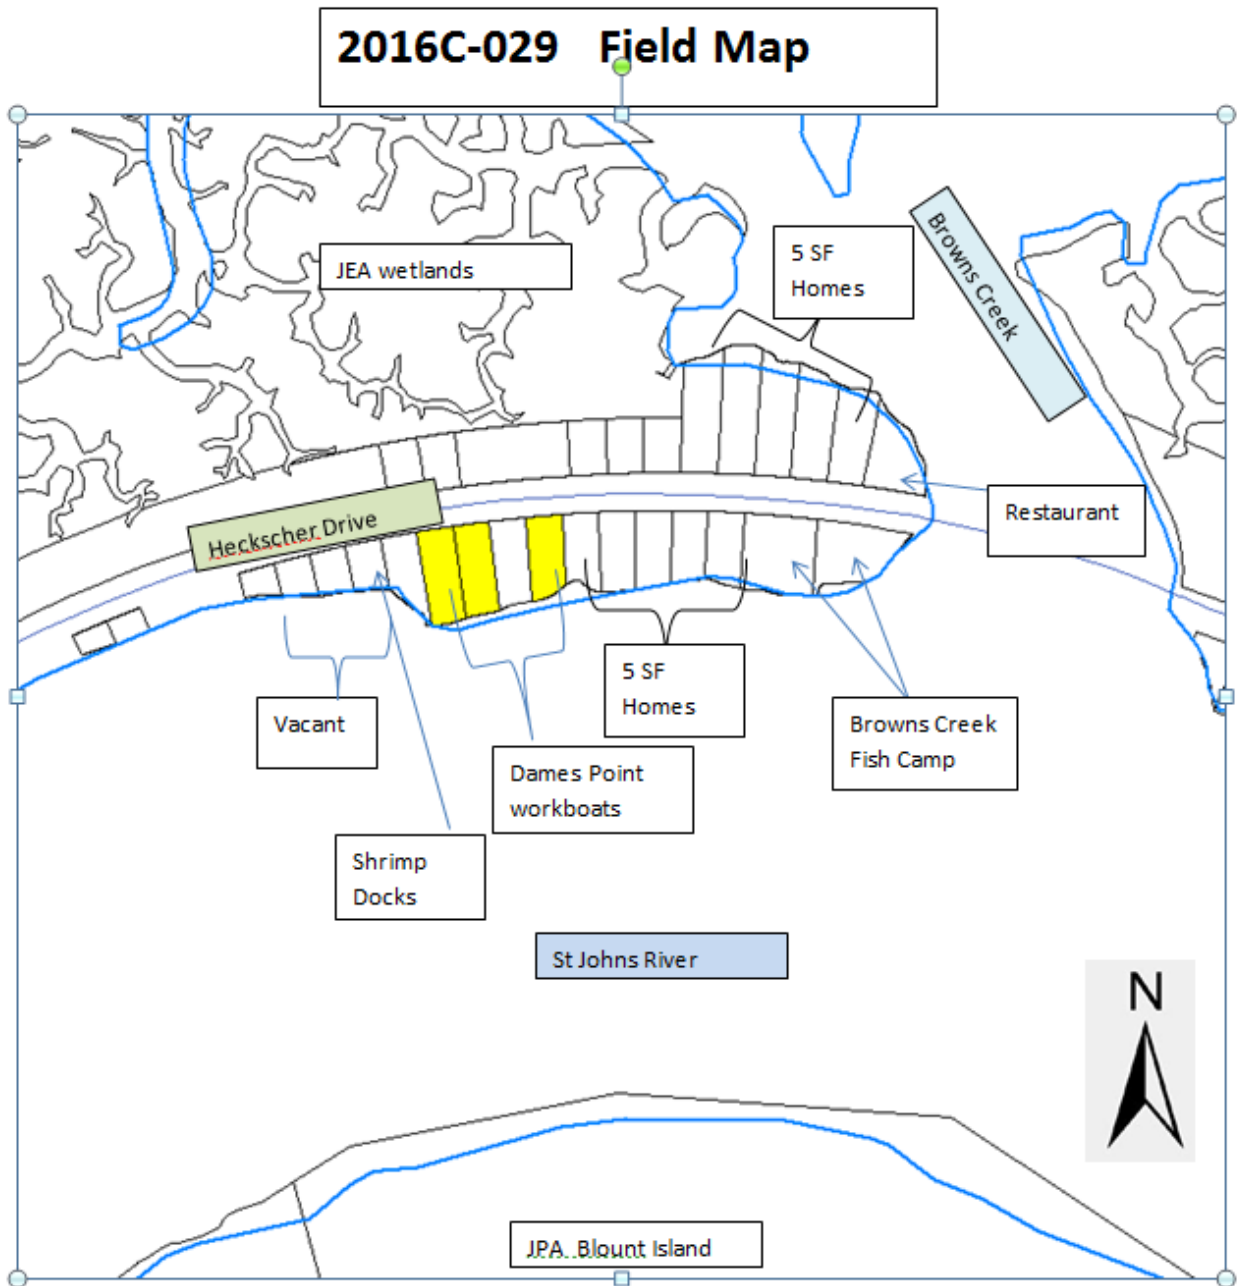 2016C-029 Field Map
JEA wetlands
5 SF
Homes
Browns Creek
Restaurant
Heckscher Drive
Vacant
5 SF
Homes
Browns Creek
Fish Camp
Dames Point
workboats
Shrimp
Docks
St Johns River
N
JPA Blount Island